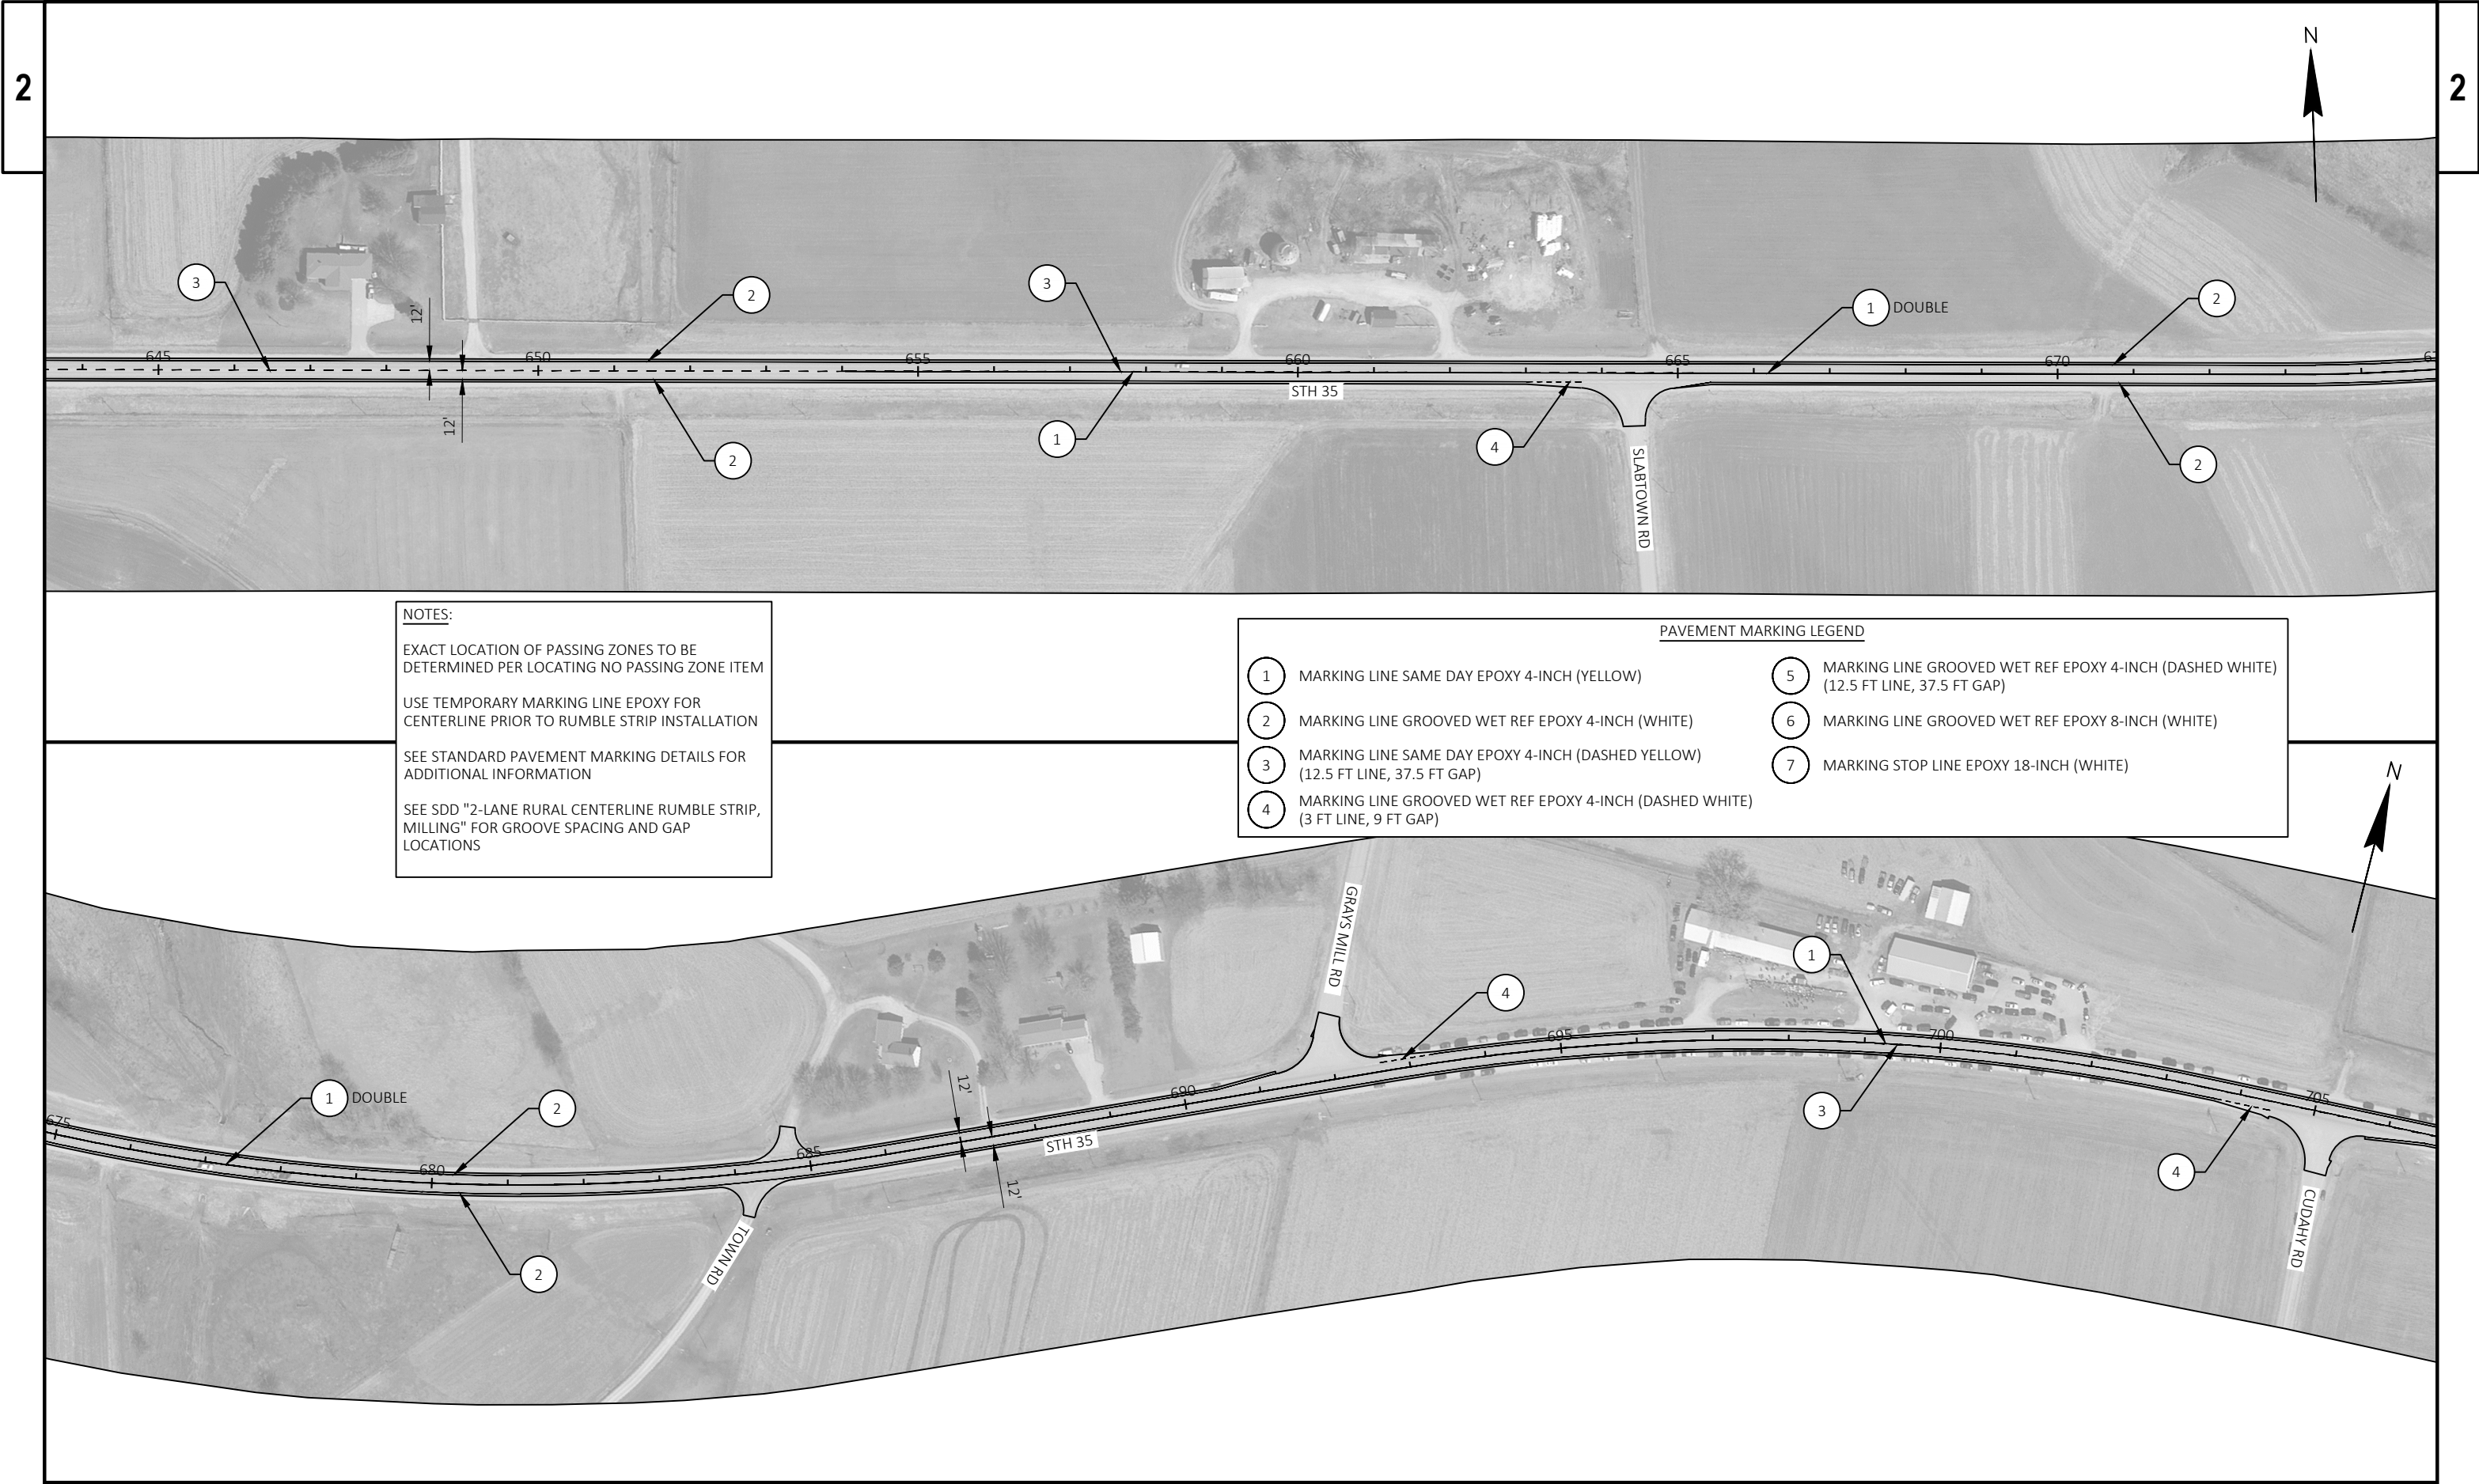 2
2
N
3
12'
12'
2
2
3
1
4
1 DOUBLE
2
2
645
650
655
660
665
670
STH 35
SLABTOWN RD
NOTES:
EXACT LOCATION OF PASSING ZONES TO BE
DETERMINED PER LOCATING NO PASSING ZONE ITEM
USE TEMPORARY MARKING LINE EPOXY FOR
CENTERLINE PRIOR TO RUMBLE STRIP INSTALLATION
SEE STANDARD PAVEMENT MARKING DETAILS FOR
ADDITIONAL INFORMATION
SEE SDD "2-LANE RURAL CENTERLINE RUMBLE STRIP,
MILLING" FOR GROOVE SPACING AND GAP
LOCATIONS
PAVEMENT MARKING LEGEND
1 MARKING LINE SAME DAY EPOXY 4-INCH (YELLOW)
2 MARKING LINE GROOVED WET REF EPOXY 4-INCH (WHITE)
3 MARKING LINE SAME DAY EPOXY 4-INCH (DASHED YELLOW)
(12.5 FT LINE, 37.5 FT GAP)
4 MARKING LINE GROOVED WET REF EPOXY 4-INCH (DASHED WHITE)
(3 FT LINE, 9 FT GAP)
5 MARKING LINE GROOVED WET REF EPOXY 4-INCH (DASHED WHITE)
(12.5 FT LINE, 37.5 FT GAP)
6 MARKING LINE GROOVED WET REF EPOXY 8-INCH (WHITE)
7 MARKING STOP LINE EPOXY 18-INCH (WHITE)
N
GRAYS MILL RD
1
4
675
1 DOUBLE
2
680
685
12'
690
695
700
705
STH 35
12'
3
4
2
TOWN RD
CUDAHY RD